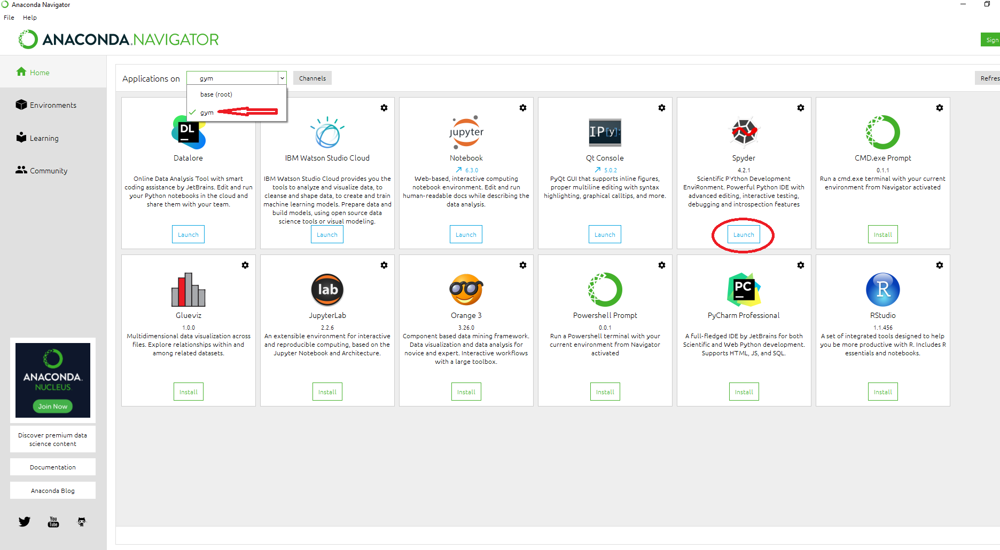 Anaconda Navigator
File Help
ANACONDA.NAVIGATOR
Sign
Home
Environments
Learning
Community
Applications on
gym
Channels
Refres
base (root)
gym
DL
Datalore
Online Data Analysis Tool with smart
coding assistance by JetBrains. Edit and run
your Python notebooks in the cloud and
share them with your team.
Launch
IBM Watson Studio Cloud
IBM Watson Studio Cloud provides you the
tools to analyze and visualize data, to
cleanse and shape data, to create and train
machine learning models. Prepare data and
build models, using open source data
science tools or visual modeling.
Launch
jupyter
Notebook
6.3.0
Web-based, interactive computing
notebook environment. Edit and run
human-readable docs while describing the
data analysis.
Launch
IP[y]:
Qt Console
5.0.2
PyQt GUI that supports inline figures,
proper multiline editing with syntax
highlighting, graphical calltips, and more.
Launch
Spyder
4.2.1
Scientific PYthon Development
EnviRonment. Powerful Python IDE with
advanced editing, interactive testing,
debugging and introspection features
Launch
CMD.exe Prompt
0.1.1
Run a cmd.exe terminal with your current
environment from Navigator activated
Install
Glueviz
1.0.0
Multidimensional data visualization across
files. Explore relationships within and
among related datasets.
Install
lab
JupyterLab
2.2.6
An extensible environment for interactive
and reproducible computing, based on the
Jupyter Notebook and Architecture.
Install
Orange 3
3.26.0
Component based data mining framework.
Data visualization and data analysis for
novice and expert. Interactive workflows
with a large toolbox.
Install
Powershell Prompt
0.0.1
Run a Powershell terminal with your
current environment from Navigator
activated
Install
PC
PyCharm Professional
A full-fledged IDE by JetBrains for both
Scientific and Web Python development.
Supports HTML, JS, and SQL.
Install
R
RStudio
1.1.456
A set of integrated tools designed to help
you be more productive with R. Includes R
essentials and notebooks.
Install
ANACONDA.
NUCLEUS
Join Now
Discover premium data
science content
Documentation
Anaconda Blog
You
Tube